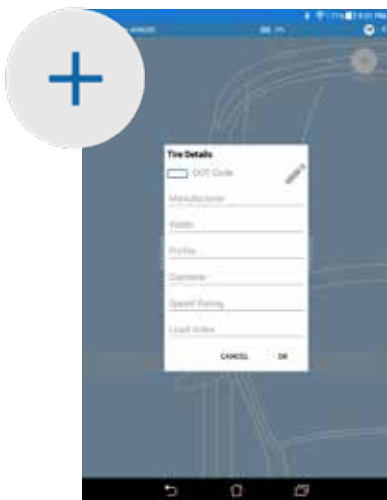 Tire Details
DOT Code
Manufacturer
Width
Profile
Diameter
Speed Rating
Load Index
CANCEL OK